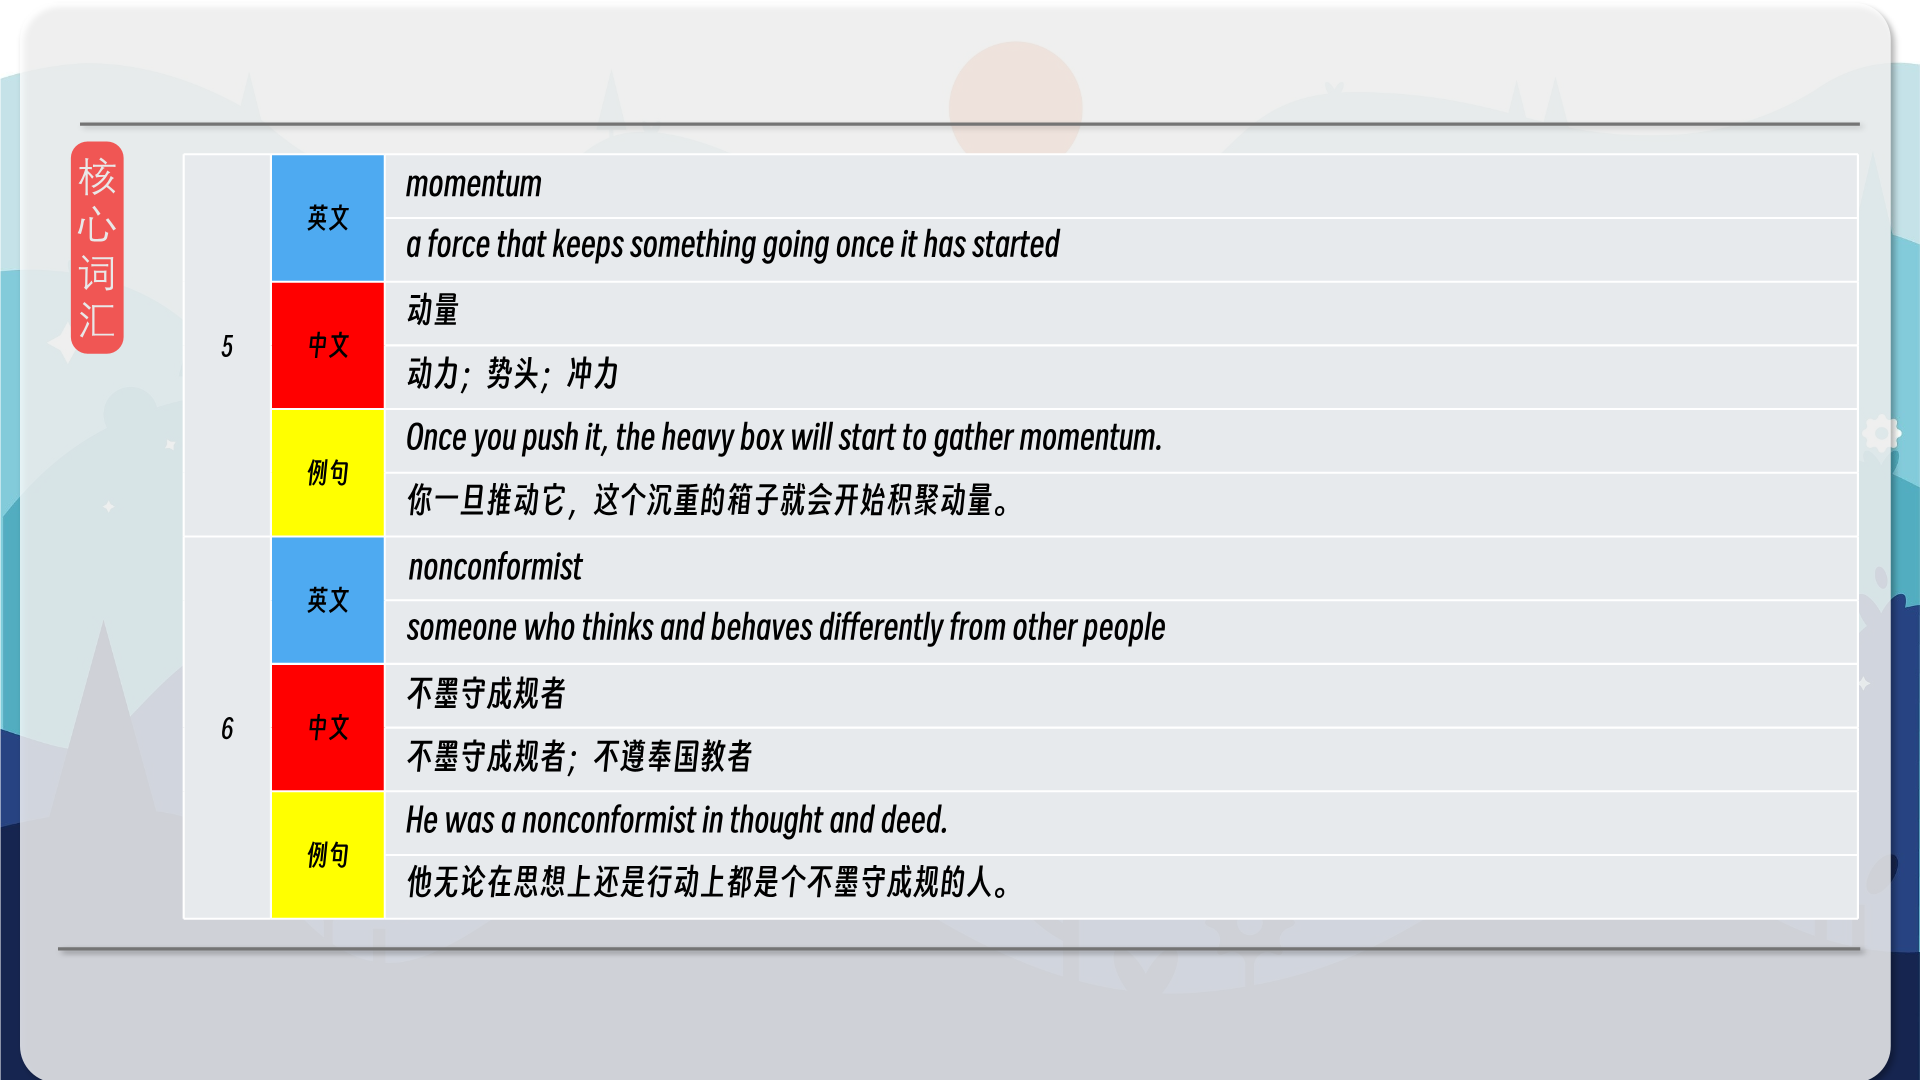 核
心
词
汇
5
英文
momentum
a force that keeps something going once it has started
中文
动量
动力；势头；冲力
例句
Once you push it, the heavy box will start to gather momentum.
你一旦推动它，这个沉重的箱子就会开始积聚动量。
6
英文
nonconformist
someone who thinks and behaves differently from other people
中文
不墨守成规者
不墨守成规者；不遵奉国教者
例句
He was a nonconformist in thought and deed.
他无论在思想上还是行动上都是个不墨守成规的人。